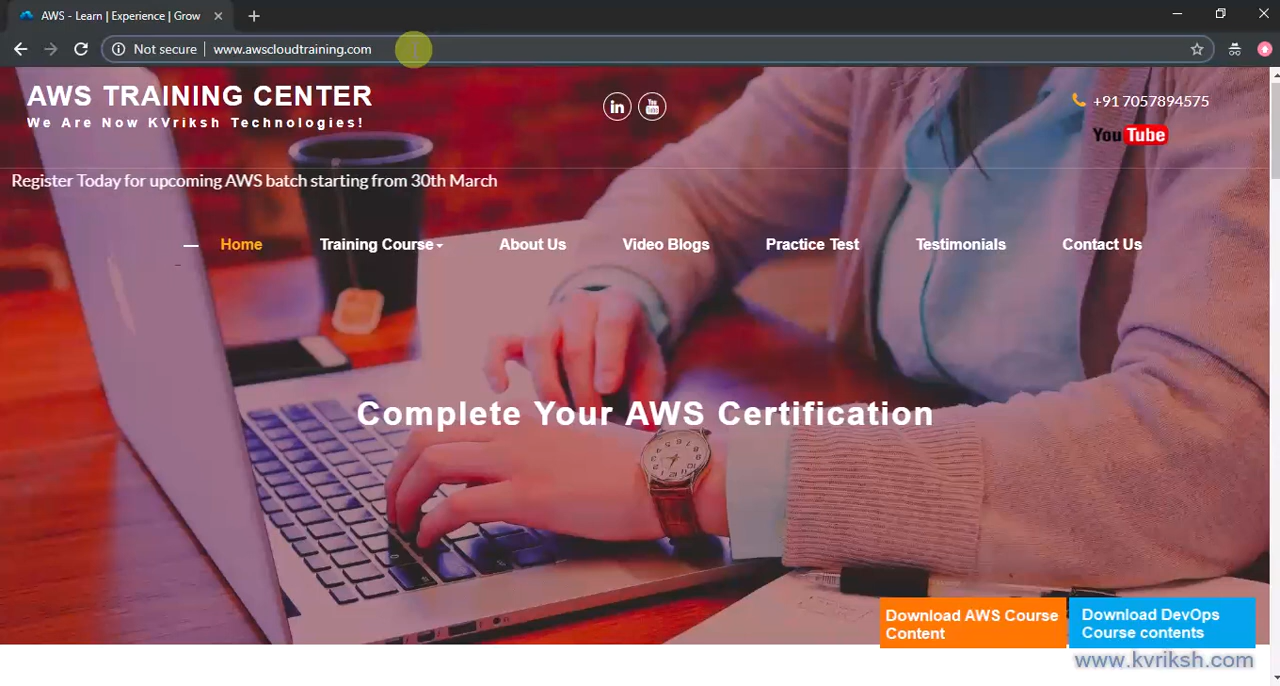 AWS - Learn | Experience | Grow
Not secure
www.awscloudtraining.com
AWS TRAINING CENTER
We Are Now KVriksh Technologies!
in
You
Tube
+91 7057894575
YouTube
Register Today for upcoming AWS batch starting from 30th March
Home
Training Course
About Us
Video Blogs
Practice Test
Testimonials
Contact Us
Complete Your AWS Certification
Download AWS Course
Content
Download DevOps
Course contents
www.kvriksh.com